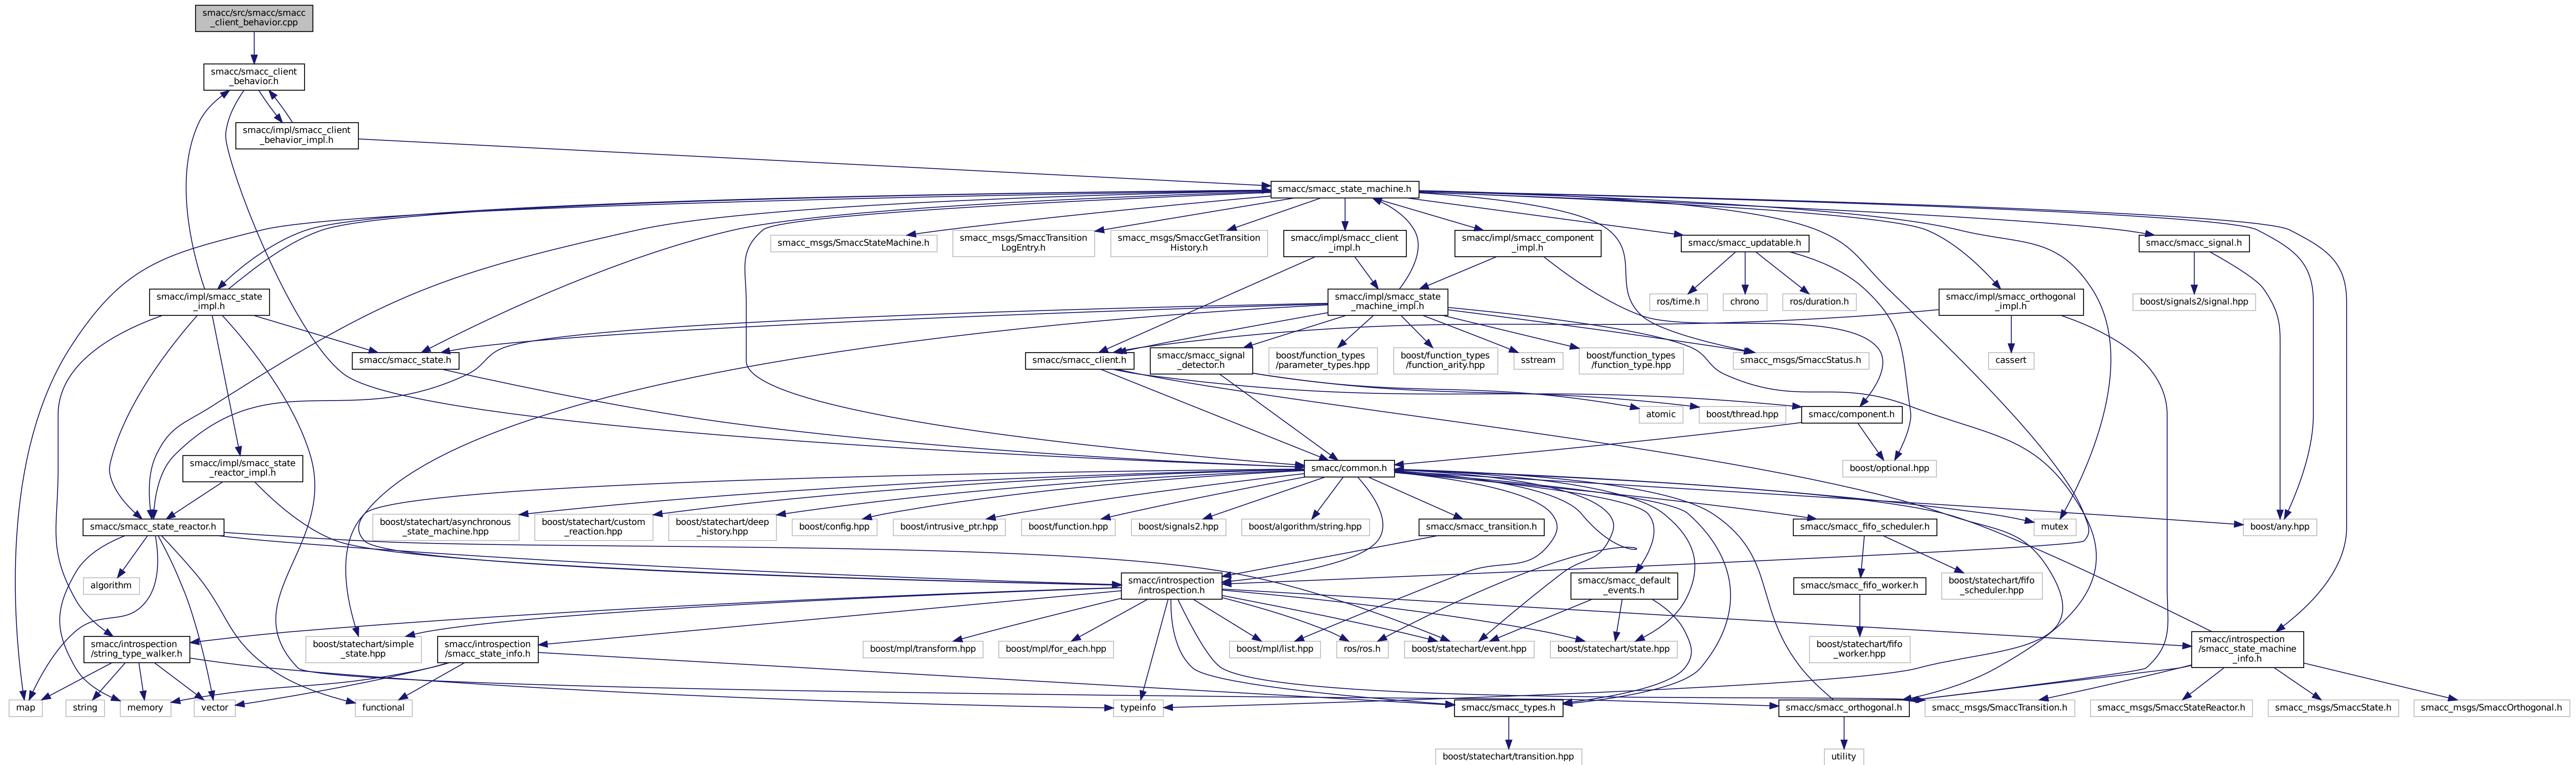 smacc/src/smacc/smacc
_client_behavior.cpp
smacc/smacc_client
_behavior.h
smacc/impl/smacc_client
_behavior_impl.h
smacc/smacc_state_machine.h
smacc_msgs/SmaccStateMachine.h
smacc_msgs/SmaccTransition
LogEntry.h
smacc_msgs/SmaccGetTransition
History.h
smacc/impl/smacc_client
_impl.h
smacc/impl/smacc_component
_impl.h
smacc/smacc_updatable.h
smacc/smacc_signal.h
smacc/impl/smacc_state
_impl.h
smacc/impl/smacc_state
_machine_impl.h
ros/time.h
chrono
ros/duration.h
smacc/impl/smacc_orthogonal
_impl.h
boost/signals2/signal.hpp
smacc/smacc_state.h
smacc/smacc_client.h
smacc/smacc_signal
_detector.h
boost/function_types
/parameter_types.hpp
boost/function_types
/function_arity.hpp
sstream
boost/function_types
/function_type.hpp
smacc_msgs/SmaccStatus.h
cassert
atomic
boost/thread.hpp
smacc/component.h
smacc/impl/smacc_state
_reactor_impl.h
smacc/common.h
boost/optional.hpp
smacc/smacc_state_reactor.h
boost/statechart/asynchronous
_state_machine.hpp
boost/statechart/custom
_reaction.hpp
boost/statechart/deep
_history.hpp
boost/config.hpp
boost/intrusive_ptr.hpp
boost/function.hpp
boost/signals2.hpp
boost/algorithm/string.hpp
smacc/smacc_transition.h
smacc/smacc_fifo_scheduler.h
mutex
boost/any.hpp
algorithm
smacc/introspection
/introspection.h
smacc/smacc_default
_events.h
smacc/smacc_fifo_worker.h
boost/statechart/fifo
_scheduler.hpp
smacc/introspection
/string_type_walker.h
boost/statechart/simple
_state.hpp
smacc/introspection
/smacc_state_info.h
boost/mpl/transform.hpp
boost/mpl/for_each.hpp
boost/mpl/list.hpp
ros/ros.h
boost/statechart/event.hpp
boost/statechart/state.hpp
boost/statechart/fifo
_worker.hpp
smacc/introspection
/smacc_state_machine
_info.h
map
string
memory
vector
functional
typeinfo
smacc/smacc_types.h
smacc/smacc_orthogonal.h
smacc_msgs/SmaccTransition.h
smacc_msgs/SmaccStateReactor.h
smacc_msgs/SmaccState.h
smacc_msgs/SmaccOrthogonal.h
boost/statechart/transition.hpp
utility